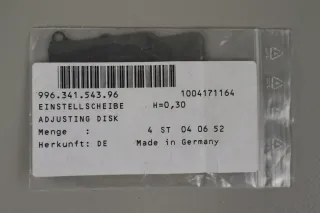 996.341.543.96 1004171164
EINSTELLSCHEIBE H=0,30
ADJUSTING DISK
Menge : 4 ST 04 06 52
Herkunft: DE Made in Germany